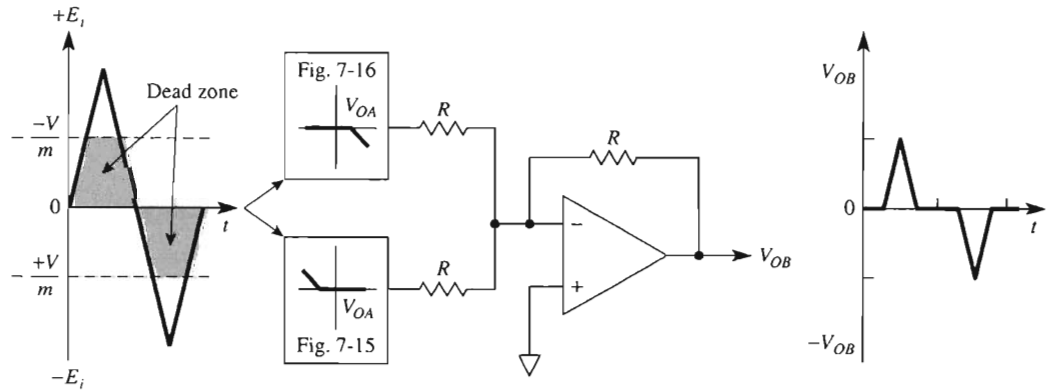 +E_i
-V
m
Dead zone
0
t
+V
m
-E_i
Fig. 7-16
V_OA
R
V_OA
Fig. 7-15
R
R
−
+
V_OB
V_OB
0
t
-V_OB